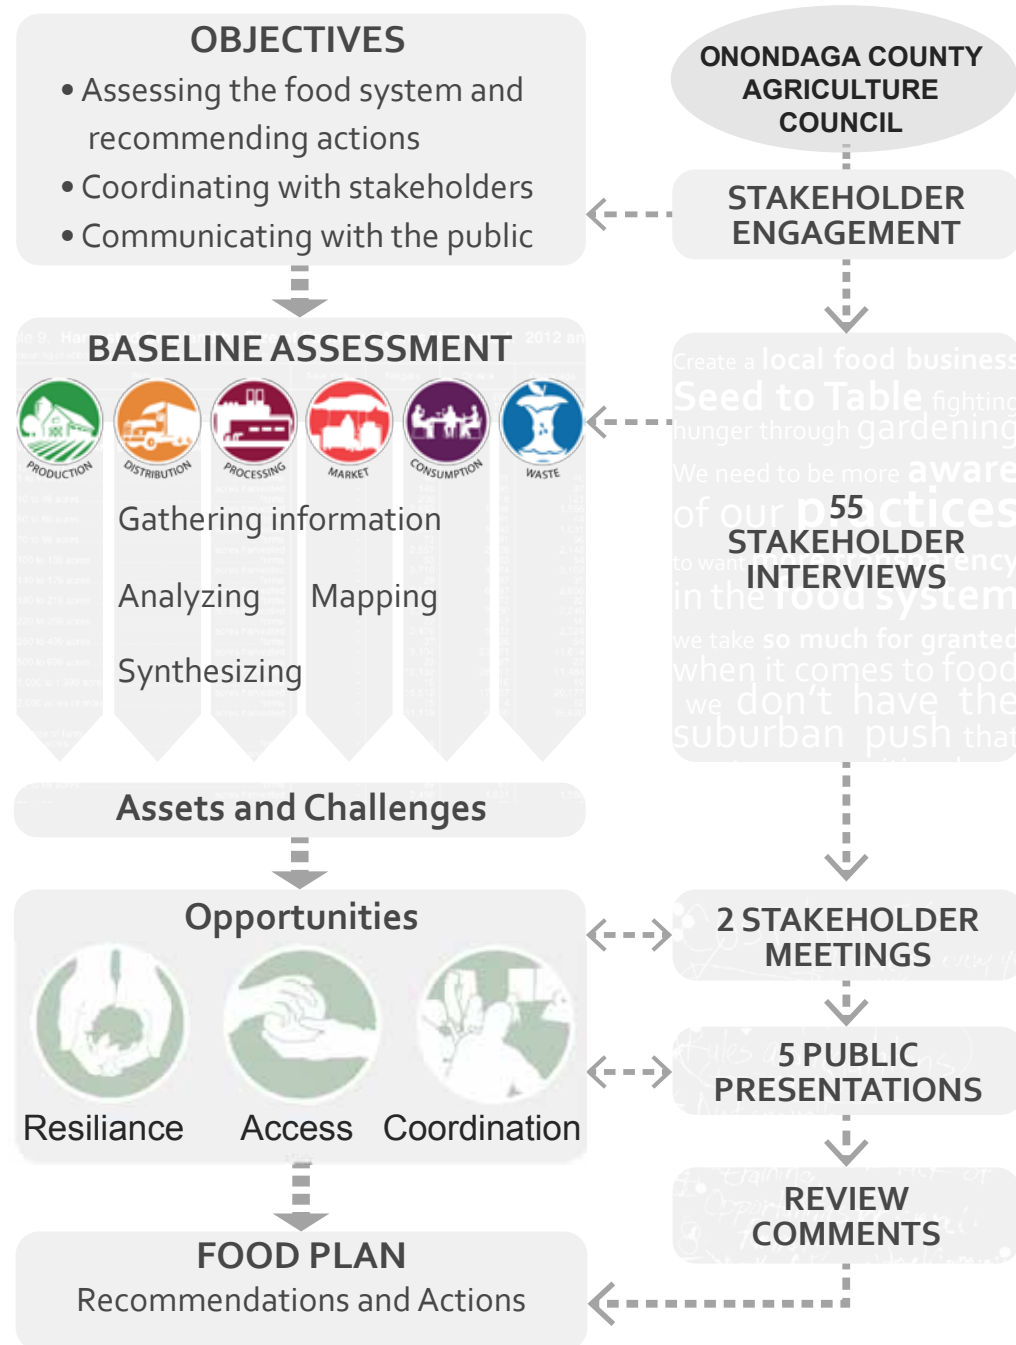 OBJECTIVES
• Assessing the food system and
recommending actions
• Coordinating with stakeholders
• Communicating with the public
ONONDAGA COUNTY
AGRICULTURE
COUNCIL
STAKEHOLDER
ENGAGEMENT
BASELINE ASSESSMENT
PRODUCTION
DISTRIBUTION
PROCESSING
MARKET
CONSUMPTION
WASTE
Gathering information
Analyzing Mapping
Synthesizing
Create a local food business
Seed to Table fighting
hunger through gardening
We need to be more aware
of our practices
to want more transparency
in the food system
we take so much for granted
when it comes to food
we don't have the
suburban push that
55
STAKEHOLDER
INTERVIEWS
Assets and Challenges
Opportunities
Resiliance Access Coordination
2 STAKEHOLDER
MEETINGS
5 PUBLIC
PRESENTATIONS
REVIEW
COMMENTS
FOOD PLAN
Recommendations and Actions